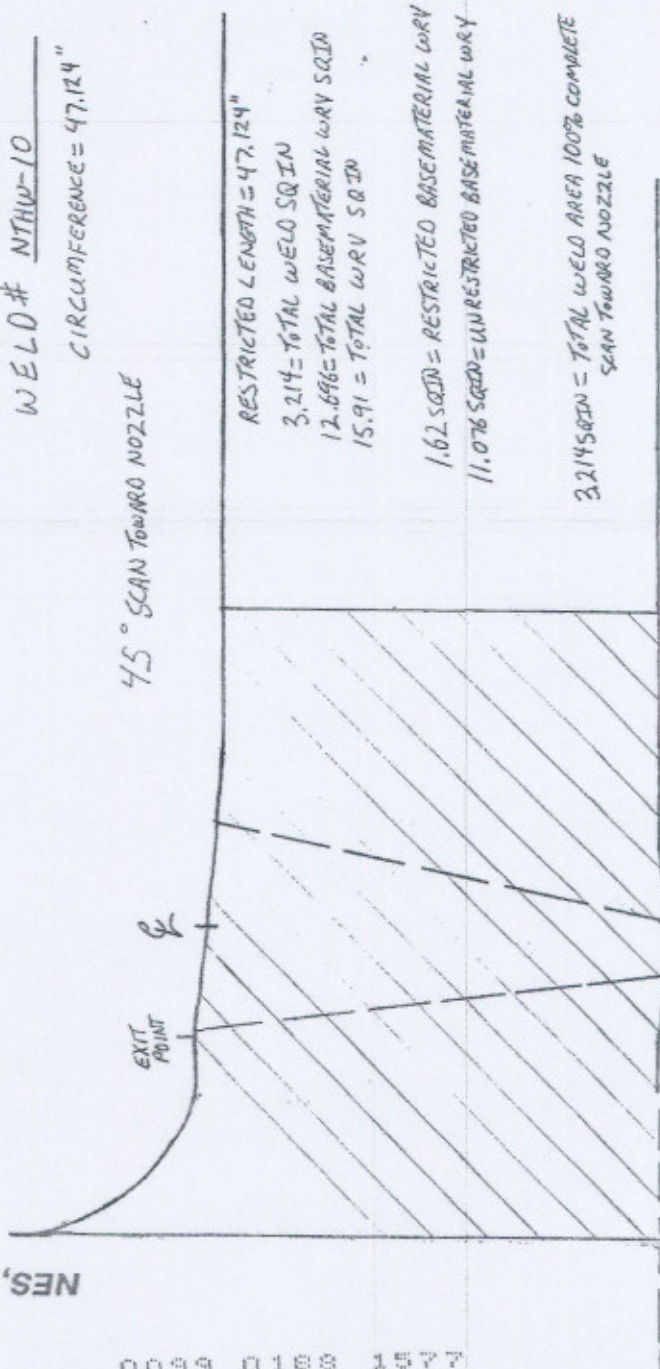 WELD # NTHW-10
CIRCUMFERENCE = 47.124"
45° SCAN TOWARD NOZZLE
RESTRICTED LENGTH = 47.124"
3.214 = TOTAL WELD SQIN
12.696 = TOTAL BASEMATERIAL WRV SQIN
15.91 = TOTAL WRV SQIN
1.62 SQIN = RESTRICTED BASEMATERIAL WRV
11.076 SQIN = UNRESTRICTED BASEMATERIAL WRV
3.214 SQIN = TOTAL WELD AREA 100% COMPLETE
SCAN TOWARD NOZZLE
EXIT
POINT
℄
NES,
0099 0188 1577